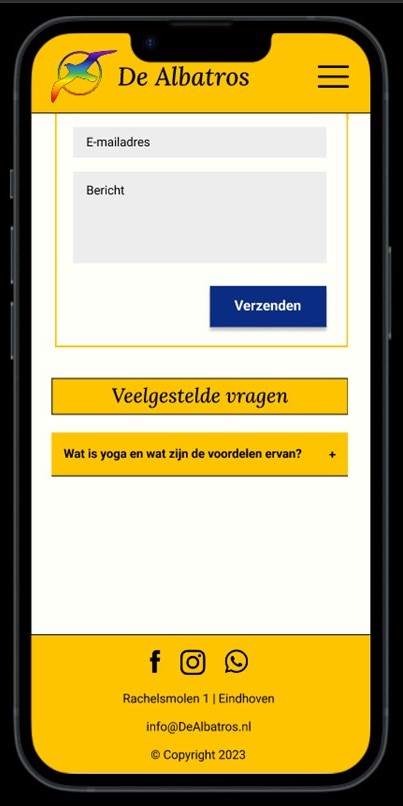 De Albatros
E-mailadres
Bericht
Verzenden
Veelgestelde vragen
Wat is yoga en wat zijn de voordelen ervan? +
Rachelsmolen 1 | Eindhoven
info@DeAlbatros.nl
© Copyright 2023